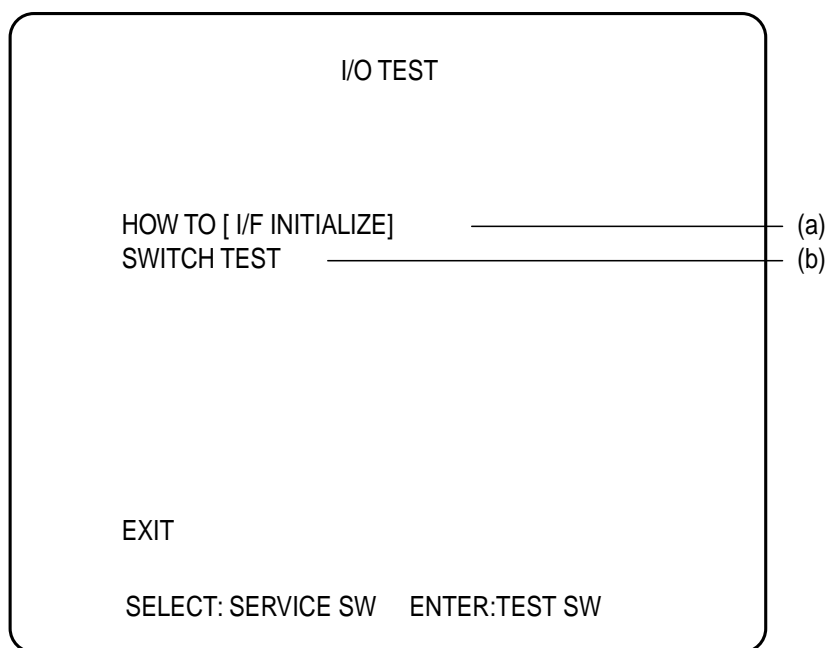 I/O TEST
HOW TO [ I/F INITIALIZE] (a)
SWITCH TEST (b)
EXIT
SELECT: SERVICE SW ENTER:TEST SW